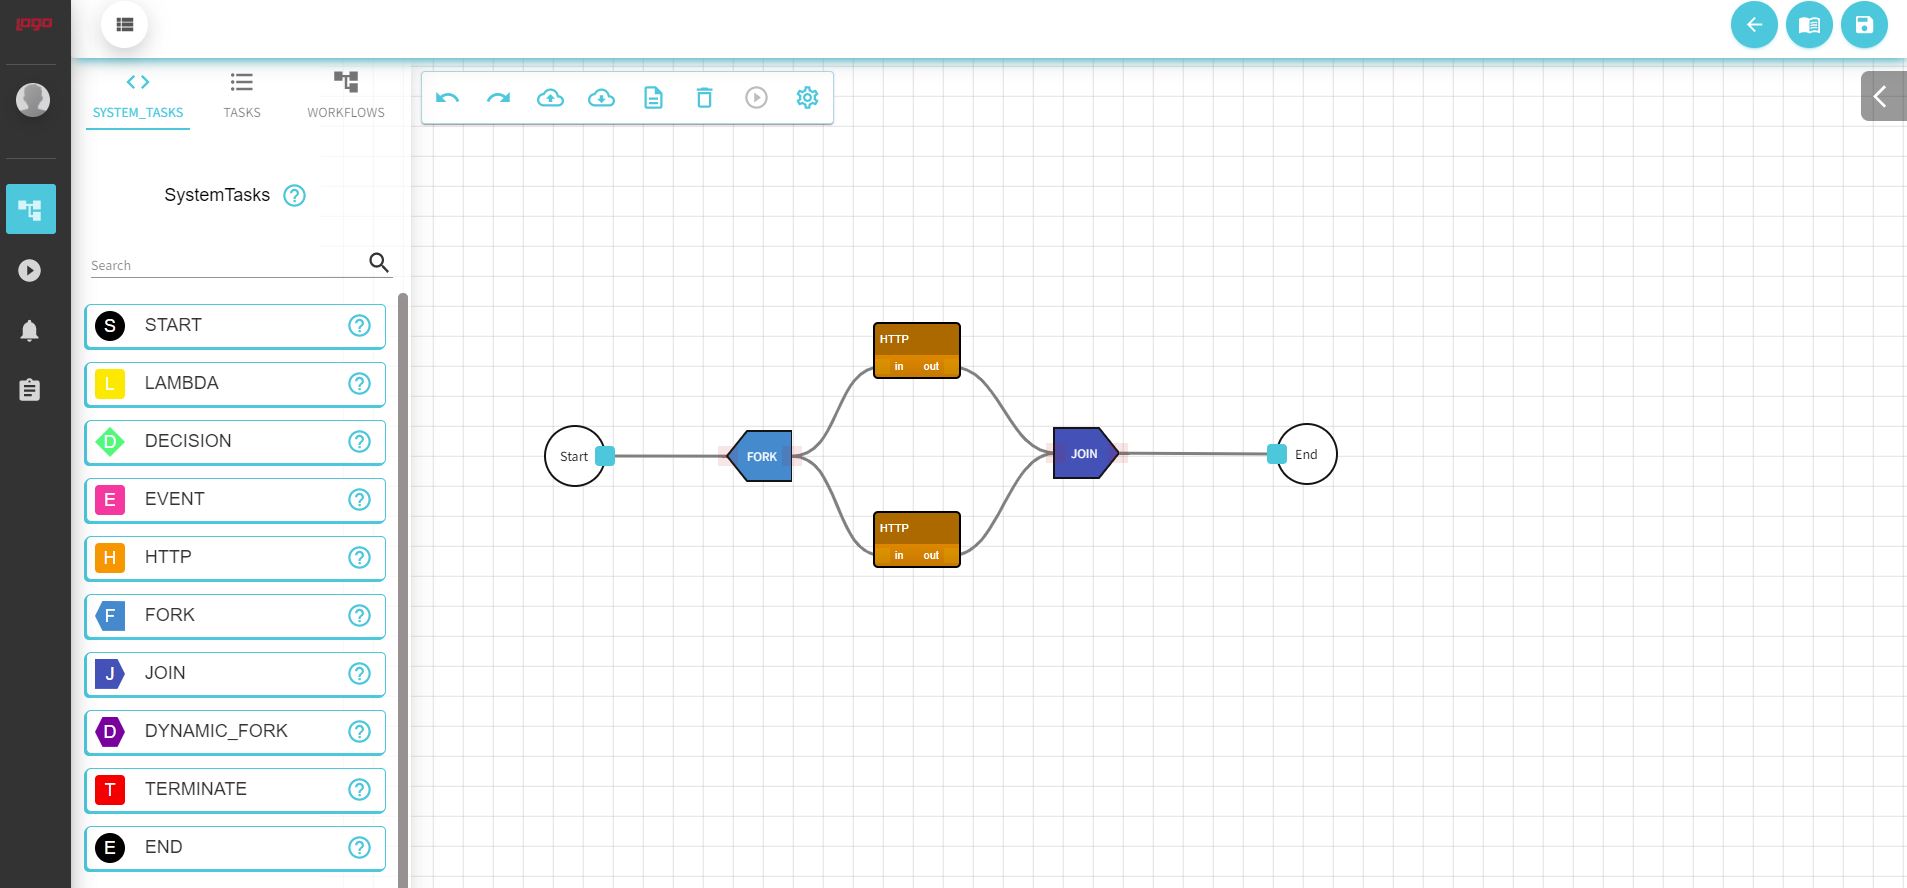 logo
SYSTEM_TASKS
TASKS
WORKFLOWS
SystemTasks
?
Search
S START ?
L LAMBDA ?
D DECISION ?
E EVENT ?
H HTTP ?
F FORK ?
J JOIN ?
D DYNAMIC_FORK ?
T TERMINATE ?
E END ?
Start
FORK
HTTP
in out
HTTP
in out
JOIN
End